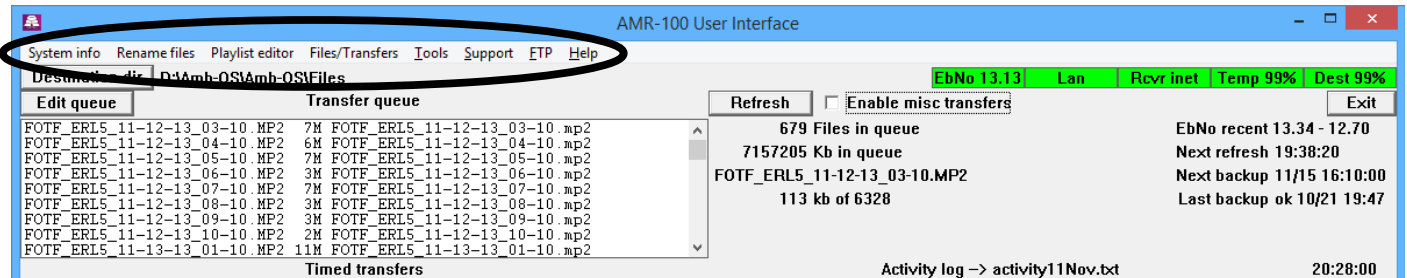 AMR-100 User Interface
System info Rename files Playlist editor Files/Transfers Tools Support FTP Help
Destination dir D:\Amb-OS\Amb-OS\Files EbNo 13.13 Lan Rcvr inet Temp 99% Dest 99%
Edit queue Transfer queue Refresh Enable misc transfers Exit
FOTF_ERL5_11-12-13_03-10.MP2 7M FOTF_ERL5_11-12-13_03-10.mp2
FOTF_ERL5_11-12-13_04-10.MP2 6M FOTF_ERL5_11-12-13_04-10.mp2
FOTF_ERL5_11-12-13_05-10.MP2 7M FOTF_ERL5_11-12-13_05-10.mp2
FOTF_ERL5_11-12-13_06-10.MP2 3M FOTF_ERL5_11-12-13_06-10.mp2
FOTF_ERL5_11-12-13_07-10.MP2 7M FOTF_ERL5_11-12-13_07-10.mp2
FOTF_ERL5_11-12-13_08-10.MP2 3M FOTF_ERL5_11-12-13_08-10.mp2
FOTF_ERL5_11-12-13_09-10.MP2 3M FOTF_ERL5_11-12-13_09-10.mp2
FOTF_ERL5_11-12-13_10-10.MP2 2M FOTF_ERL5_11-12-13_10-10.mp2
FOTF_ERL5_11-13-13_01-10.MP2 11M FOTF_ERL5_11-13-13_01-10.mp2
679 Files in queue EbNo recent 13.34 - 12.70
7157205 Kb in queue Next refresh 19:38:20
FOTF_ERL5_11-12-13_03-10.MP2 Next backup 11/15 16:10:00
113 kb of 6328 Last backup ok 10/21 19:47
Timed transfers Activity log -> activity11Nov.txt 20:28:00